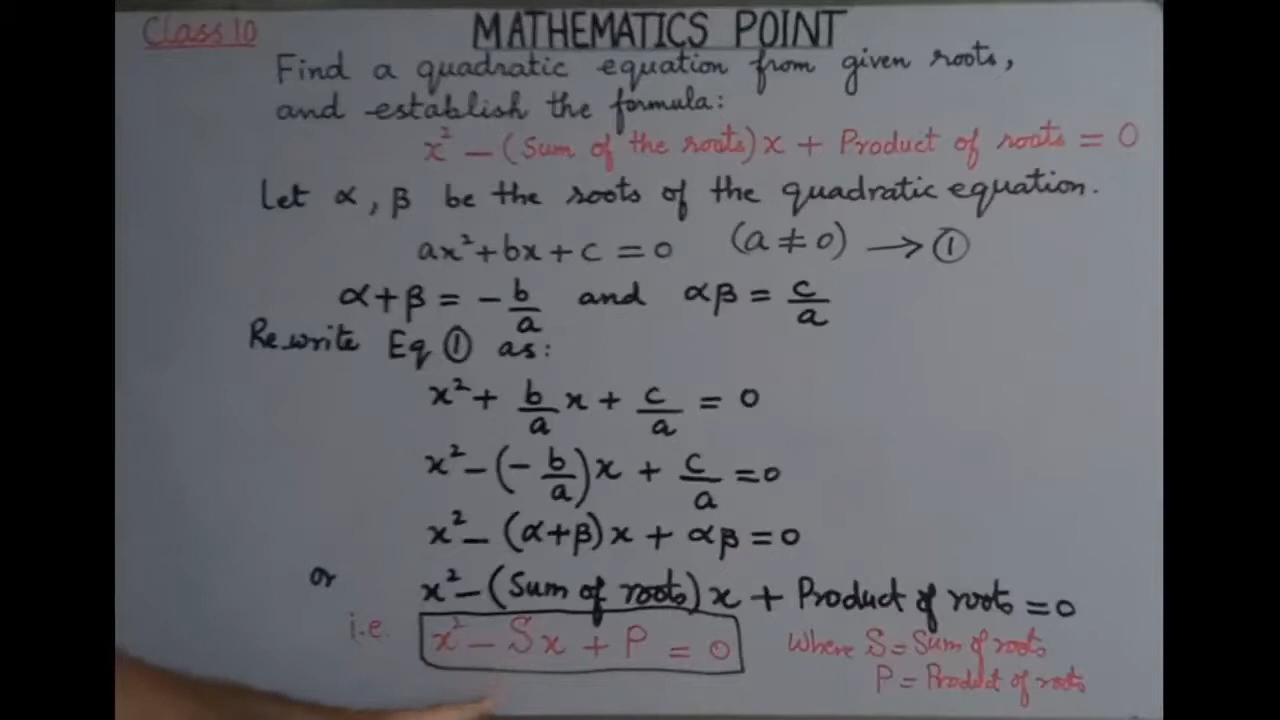 Class 10
MATHEMATICS POINT
Find a quadratic equation from given roots,
and establish the formula:
x² - (Sum of the roots)x + Product of roots = 0
Let α, β be the roots of the quadratic equation.
ax² + bx + c = 0 (a ≠ 0) → ①
α + β = - b/a and αβ = c/a
Rewrite Eq ① as:
x² + b/a x + c/a = 0
x² - (- b/a)x + c/a = 0
x² - (α + β)x + αβ = 0
or x² - (Sum of roots)x + Product of roots = 0
i.e. x² - Sx + P = 0 where S = Sum of roots
P = Product of roots